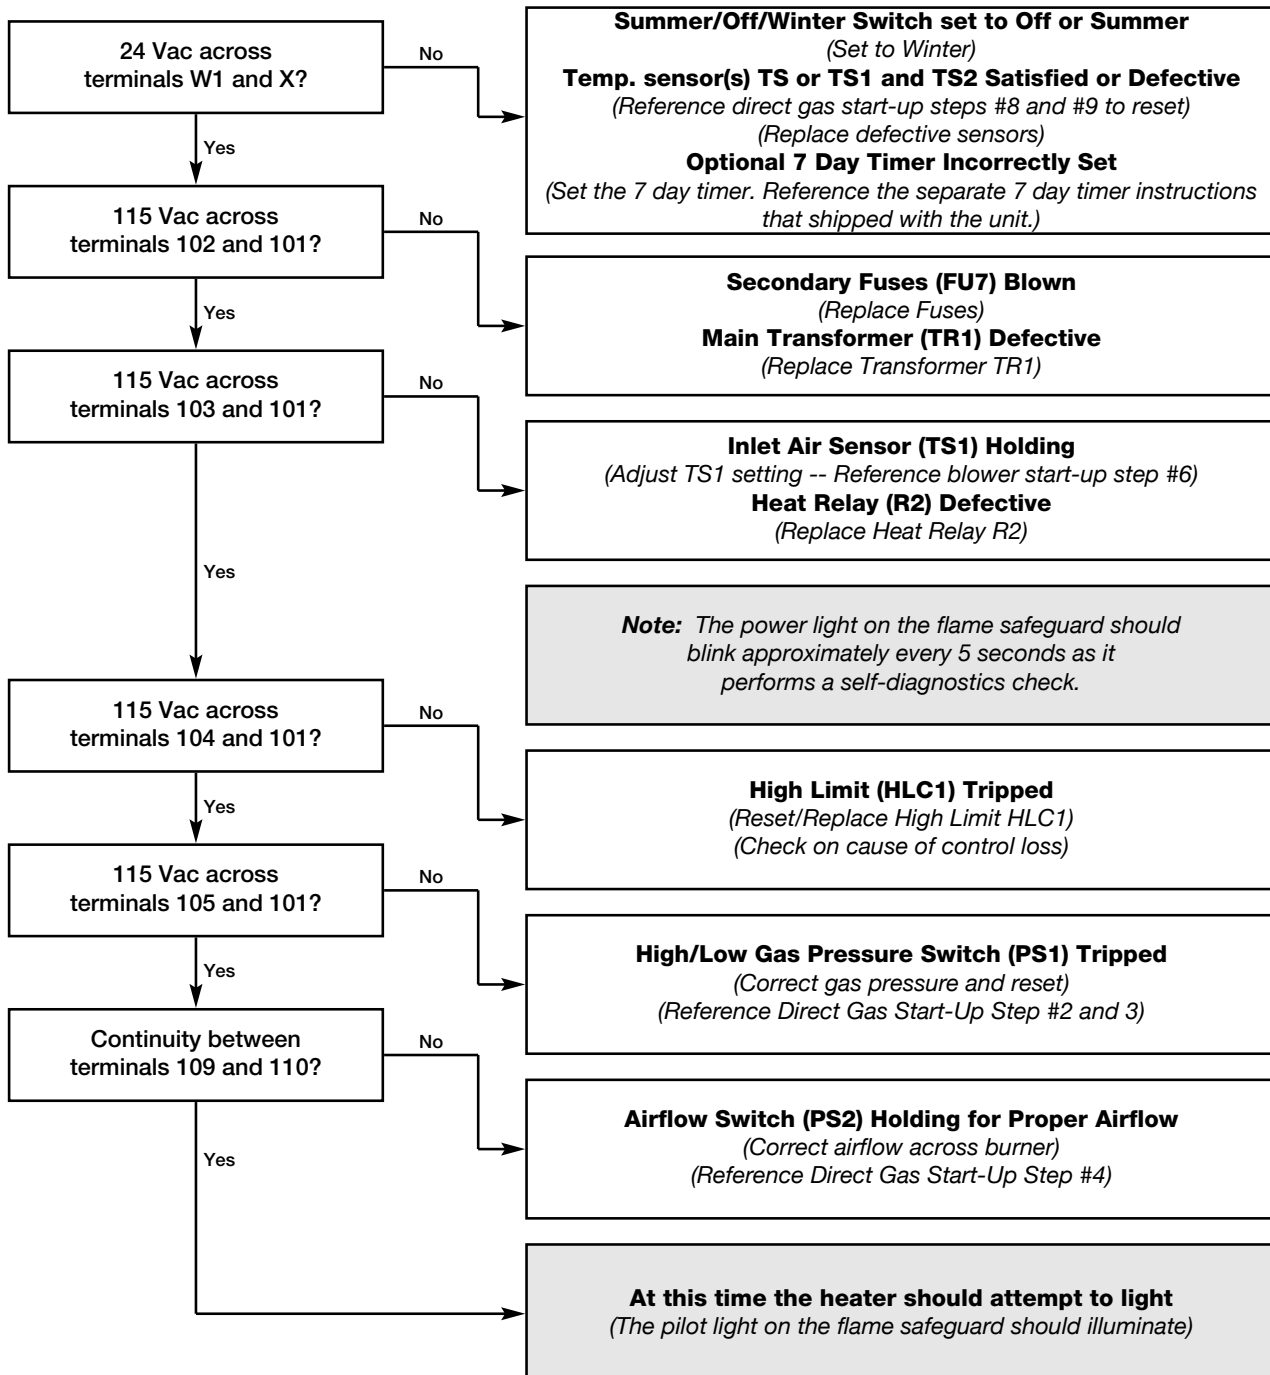 24 Vac across
terminals W1 and X?
No
Summer/Off/Winter Switch set to Off or Summer
(Set to Winter)
Temp. sensor(s) TS or TS1 and TS2 Satisfied or Defective
(Reference direct gas start-up steps #8 and #9 to reset)
(Replace defective sensors)
Optional 7 Day Timer Incorrectly Set
(Set the 7 day timer. Reference the separate 7 day timer instructions
that shipped with the unit.)
Yes
115 Vac across
terminals 102 and 101?
No
Secondary Fuses (FU7) Blown
(Replace Fuses)
Main Transformer (TR1) Defective
(Replace Transformer TR1)
Yes
115 Vac across
terminals 103 and 101?
No
Inlet Air Sensor (TS1) Holding
(Adjust TS1 setting -- Reference blower start-up step #6)
Heat Relay (R2) Defective
(Replace Heat Relay R2)
Yes
Note: The power light on the flame safeguard should
blink approximately every 5 seconds as it
performs a self-diagnostics check.
115 Vac across
terminals 104 and 101?
No
High Limit (HLC1) Tripped
(Reset/Replace High Limit HLC1)
(Check on cause of control loss)
Yes
115 Vac across
terminals 105 and 101?
No
High/Low Gas Pressure Switch (PS1) Tripped
(Correct gas pressure and reset)
(Reference Direct Gas Start-Up Step #2 and 3)
Yes
Continuity between
terminals 109 and 110?
No
Airflow Switch (PS2) Holding for Proper Airflow
(Correct airflow across burner)
(Reference Direct Gas Start-Up Step #4)
Yes
At this time the heater should attempt to light
(The pilot light on the flame safeguard should illuminate)